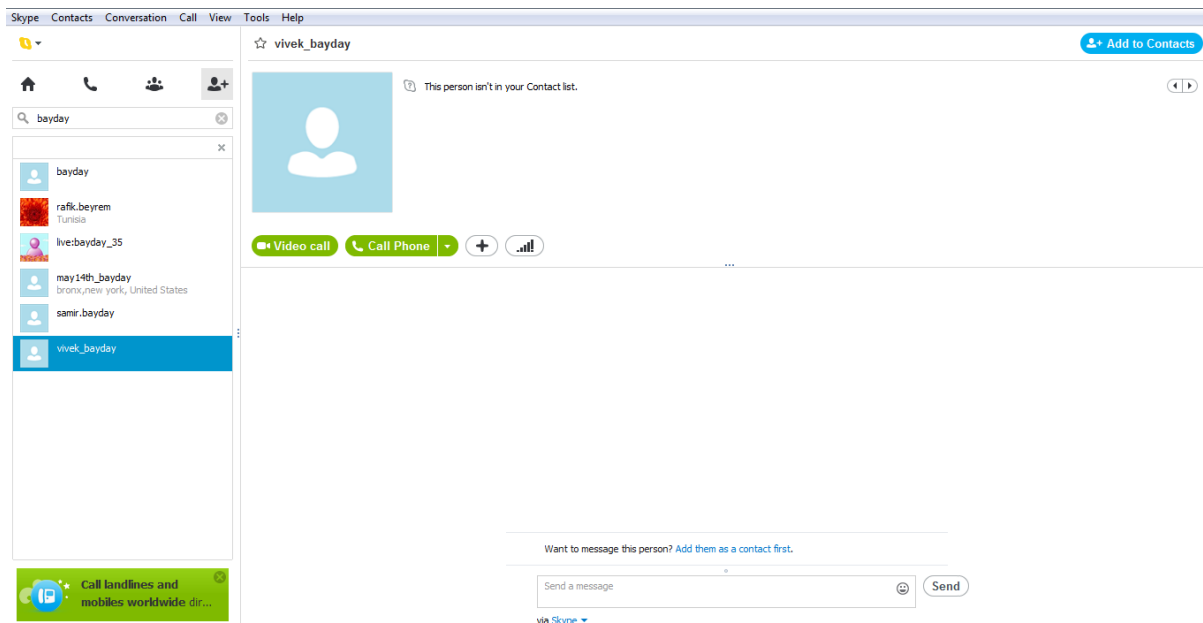 Skype Contacts Conversation Call View Tools Help
vivek_bayday
Add to Contacts
This person isn't in your Contact list.
bayday
bayday
rafik.beyrem
Tunisia
live:bayday_35
may14th_bayday
bronx,new york, United States
samir.bayday
vivek_bayday
Video call
Call Phone
Want to message this person? Add them as a contact first.
Send a message
Send
via Skype
Call landlines and
mobiles worldwide dir...